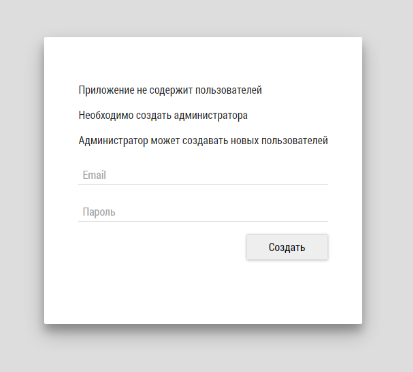 Приложение не содержит пользователей
Необходимо создать администратора
Администратор может создавать новых пользователей
Email
Пароль
Создать